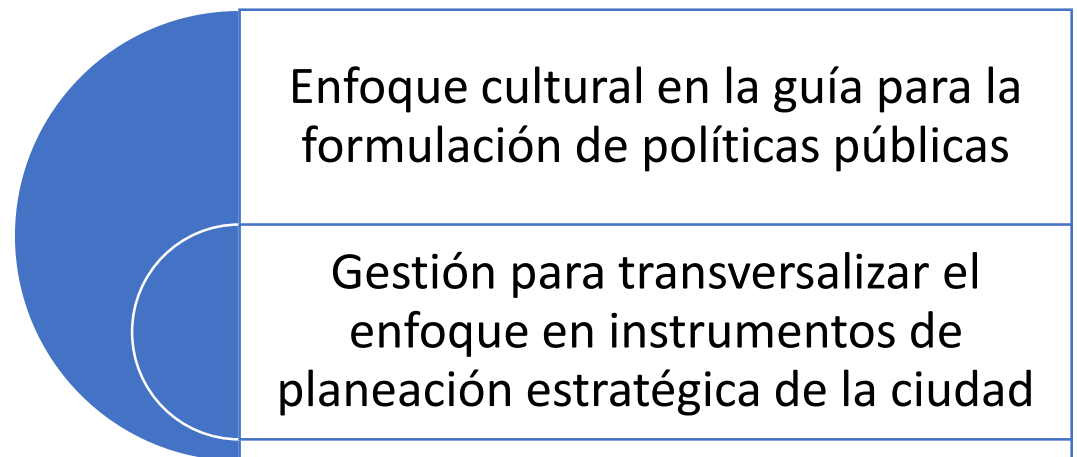 Enfoque cultural en la guía para la
formulación de políticas públicas
Gestión para transversalizar el
enfoque en instrumentos de
planeación estratégica de la ciudad